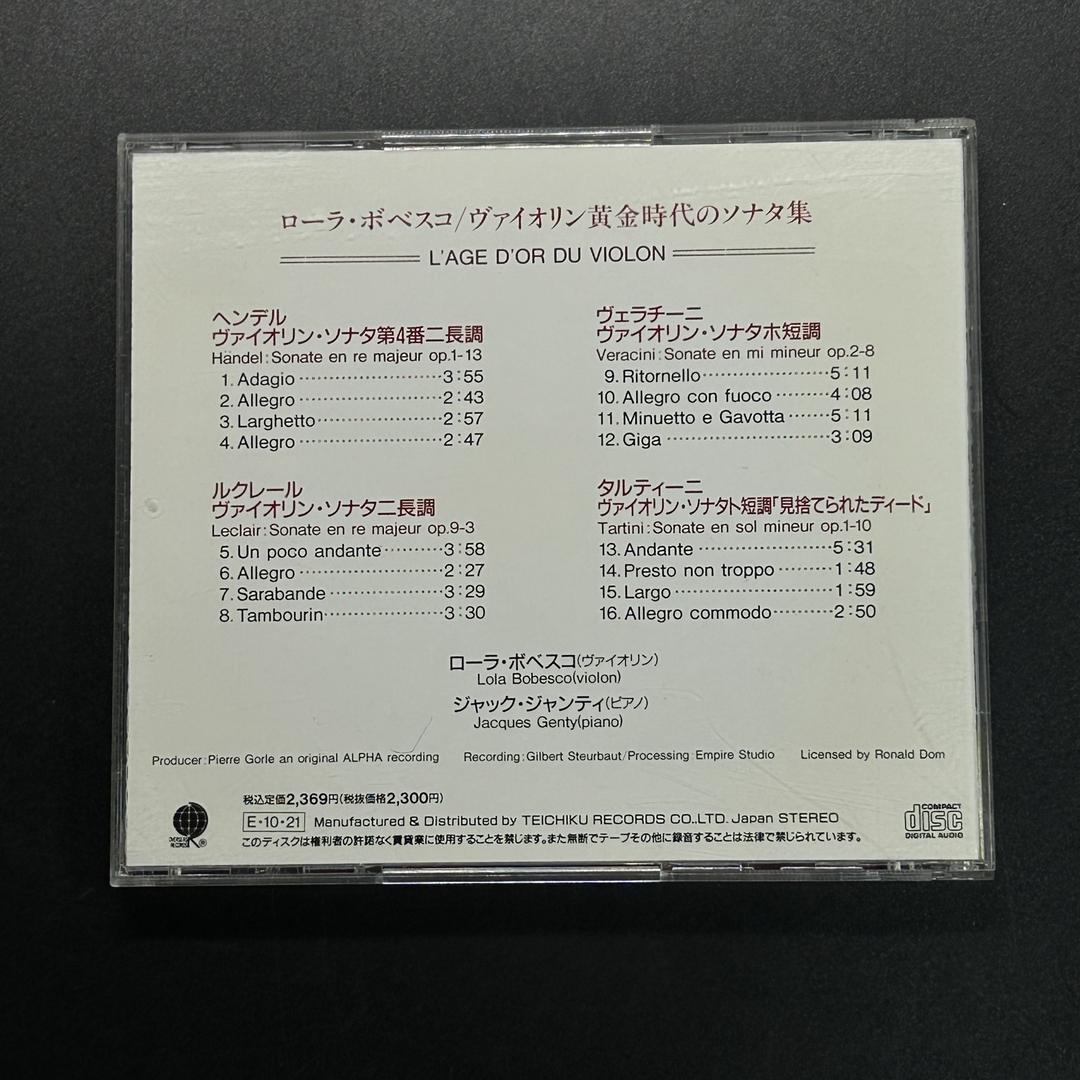 ローラ・ボベスコ/ヴァイオリン黄金時代のソナタ集
L'AGE D'OR DU VIOLON
ヘンデル
ヴァイオリン・ソナタ第4番ニ長調
Händel:Sonate en re majeur op.1-13
1.Adagio 3:55
2.Allegro 2:43
3.Larghetto 2:57
4.Allegro 2:47
ルクレール
ヴァイオリン・ソナタニ長調
Leclair:Sonate en re majeur op.9-3
5.Un poco andante 3:58
6.Allegro 2:27
7.Sarabande 3:29
8.Tambourin 3:30
ヴェラチーニ
ヴァイオリン・ソナタホ短調
Veracini:Sonate en mi mineur op.2-8
9.Ritornello 5:11
10.Allegro con fuoco 4:08
11.Minuetto e Gavotta 5:11
12.Giga 3:09
タルティーニ
ヴァイオリン・ソナタト短調「見捨てられたディード」
Tartini:Sonate en sol mineur op.1-10
13.Andante 5:31
14.Presto non troppo 1:48
15.Largo 1:59
16.Allegro commodo 2:50
ローラ・ボベスコ(ヴァイオリン)
Lola Bobesco(violon)
ジャック・ジャンティ(ピアノ)
Jacques Genty(piano)
Producer:Pierre Gorle an original ALPHA recording Recording:Gilbert Steurbaut/Processing:Empire Studio Licensed by Ronald Dom
税込定価2,369円(税抜価格2,300円)
E・10・21 Manufactured & Distributed by TEICHIKU RECORDS CO.,LTD. Japan STEREO
このディスクは権利者の許諾なく賃貸業に使用することを禁じます。また無断でテープその他に録音することは法律で禁じられています。
OVERSEAS RECORDS ®
COMPACT disc DIGITAL AUDIO